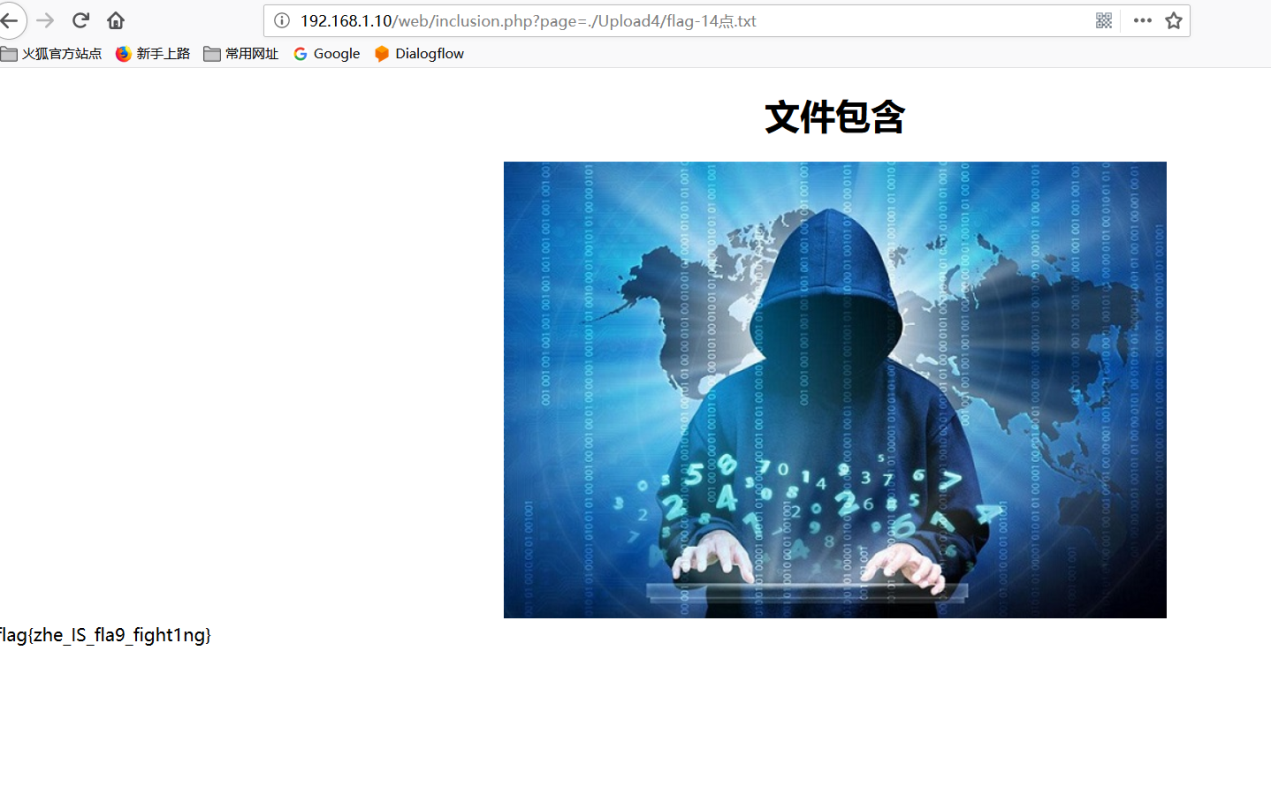 192.168.1.10/web/inclusion.php?page=./Upload4/flag-14点.txt
火狐官方站点 新手上路 常用网址 Google Dialogflow
文件包含
flag{zhe_IS_fla9_fight1ng}